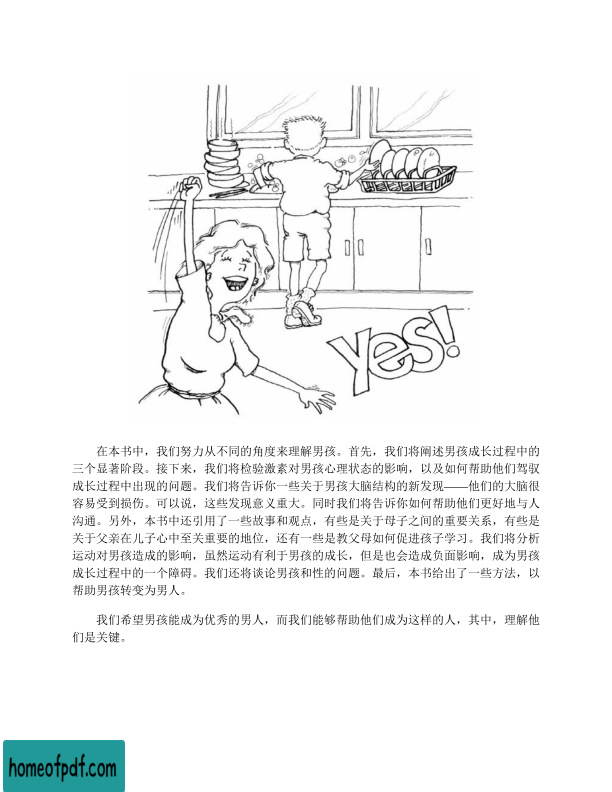 yes!
在本书中，我们努力从不同的角度来理解男孩。首先，我们将阐述男孩成长过程中的
三个显著阶段。接下来，我们将检验激素对男孩心理状态的影响，以及如何帮助他们驾驭
成长过程中出现的问题。我们将告诉你一些关于男孩大脑结构的新发现——他们的大脑很
容易受到损伤。可以说，这些发现意义重大。同时我们将告诉你如何帮助他们更好地与人
沟通。另外，本书中还引用了一些故事和观点，有些是关于母子之间的重要关系，有些是
关于父亲在儿子心中至关重要的地位，还有一些是教父母如何促进孩子学习。我们将分析
运动对男孩造成的影响，虽然运动有利于男孩的成长，但是也会造成负面影响，成为男孩
成长过程中的一个障碍。我们还将谈论男孩和性的问题。最后，本书给出了一些方法，以
帮助男孩转变为男人。
我们希望男孩能成为优秀的男人，而我们能够帮助他们成为这样的人，其中，理解他
们是关键。
homeofpdf.com